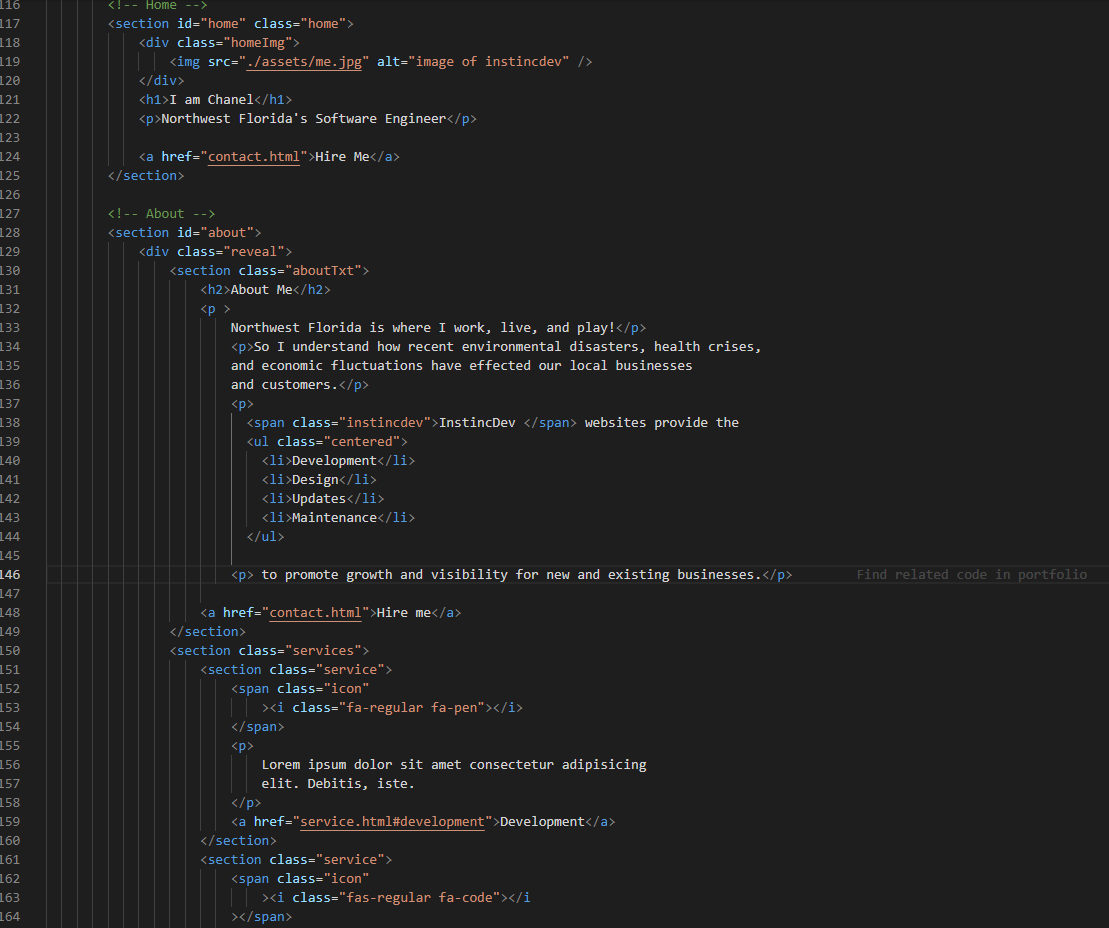 116 <!-- Home -->
117 <section id="home" class="home">
118 <div class="homeImg">
119 <img src="./assets/me.jpg" alt="image of instincdev" />
120 </div>
121 <h1>I am Chanel</h1>
122 <p>Northwest Florida's Software Engineer</p>
123
124 <a href="contact.html">Hire Me</a>
125 </section>
126
127 <!-- About -->
128 <section id="about">
129 <div class="reveal">
130 <section class="aboutTxt">
131 <h2>About Me</h2>
132 <p >
133 Northwest Florida is where I work, live, and play!</p>
134 <p>So I understand how recent environmental disasters, health crises,
135 and economic fluctuations have effected our local businesses
136 and customers.</p>
137 <p>
138 <span class="instincdev">InstincDev </span> websites provide the
139 <ul class="centered">
140 <li>Development</li>
141 <li>Design</li>
142 <li>Updates</li>
143 <li>Maintenance</li>
144 </ul>
145
146 <p> to promote growth and visibility for new and existing businesses.</p> Find related code in portfolio
147
148 <a href="contact.html">Hire me</a>
149 </section>
150 <section class="services">
151 <section class="service">
152 <span class="icon"
153 ><i class="fa-regular fa-pen"></i>
154 </span>
155 <p>
156 Lorem ipsum dolor sit amet consectetur adipisicing
157 elit. Debitis, iste.
158 </p>
159 <a href="service.html#development">Development</a>
160 </section>
161 <section class="service">
162 <span class="icon"
163 ><i class="fas-regular fa-code"></i
164 ></span>